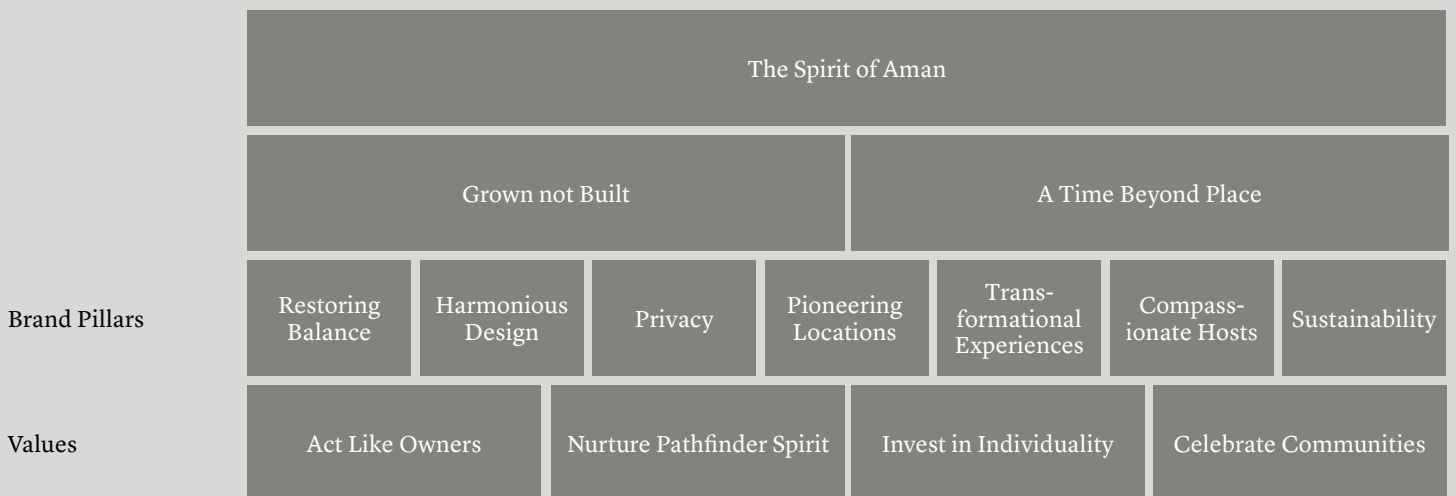 The Spirit of Aman
Grown not Built
A Time Beyond Place
Brand Pillars
Restoring
Balance
Harmonious
Design
Privacy
Pioneering
Locations
Trans-
formational
Experiences
Compass-
ionate Hosts
Sustainability
Values
Act Like Owners
Nurture Pathfinder Spirit
Invest in Individuality
Celebrate Communities